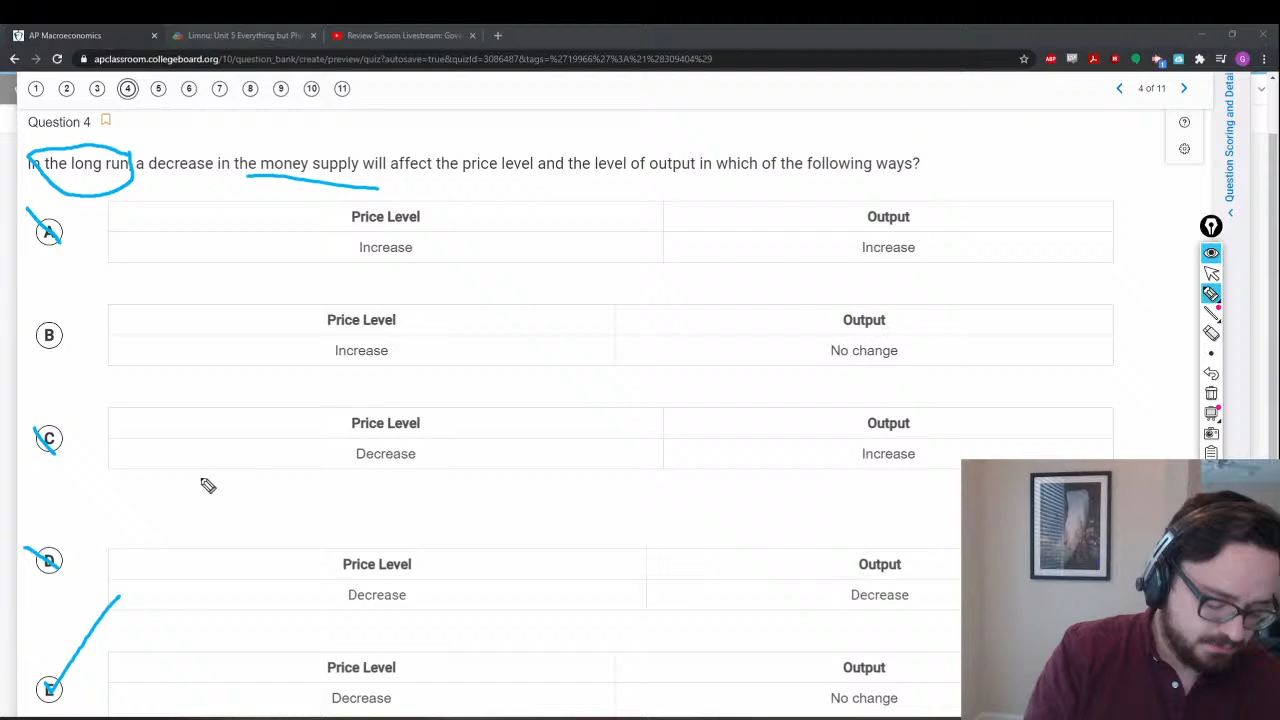 AP Macroeconomics
Limnu: Unit 5 Everything but Ph
Review Session Livestream: Gov
apclassroom.collegeboard.org/10/question_bank/create/preview/quiz?autosave=true&quizId=3086487&tags=%2719966%27%3A%21%28309404%29
ABP
G
1 2 3 4 5 6 7 8 9 10 11
4 of 11
Question 4
Question Scoring and Detai
In the long run, a decrease in the money supply will affect the price level and the level of output in which of the following ways?
A
Price Level Output
Increase Increase
B
Price Level Output
Increase No change
C
Price Level Output
Decrease Increase
D
Price Level Output
Decrease Decrease
E
Price Level Output
Decrease No change